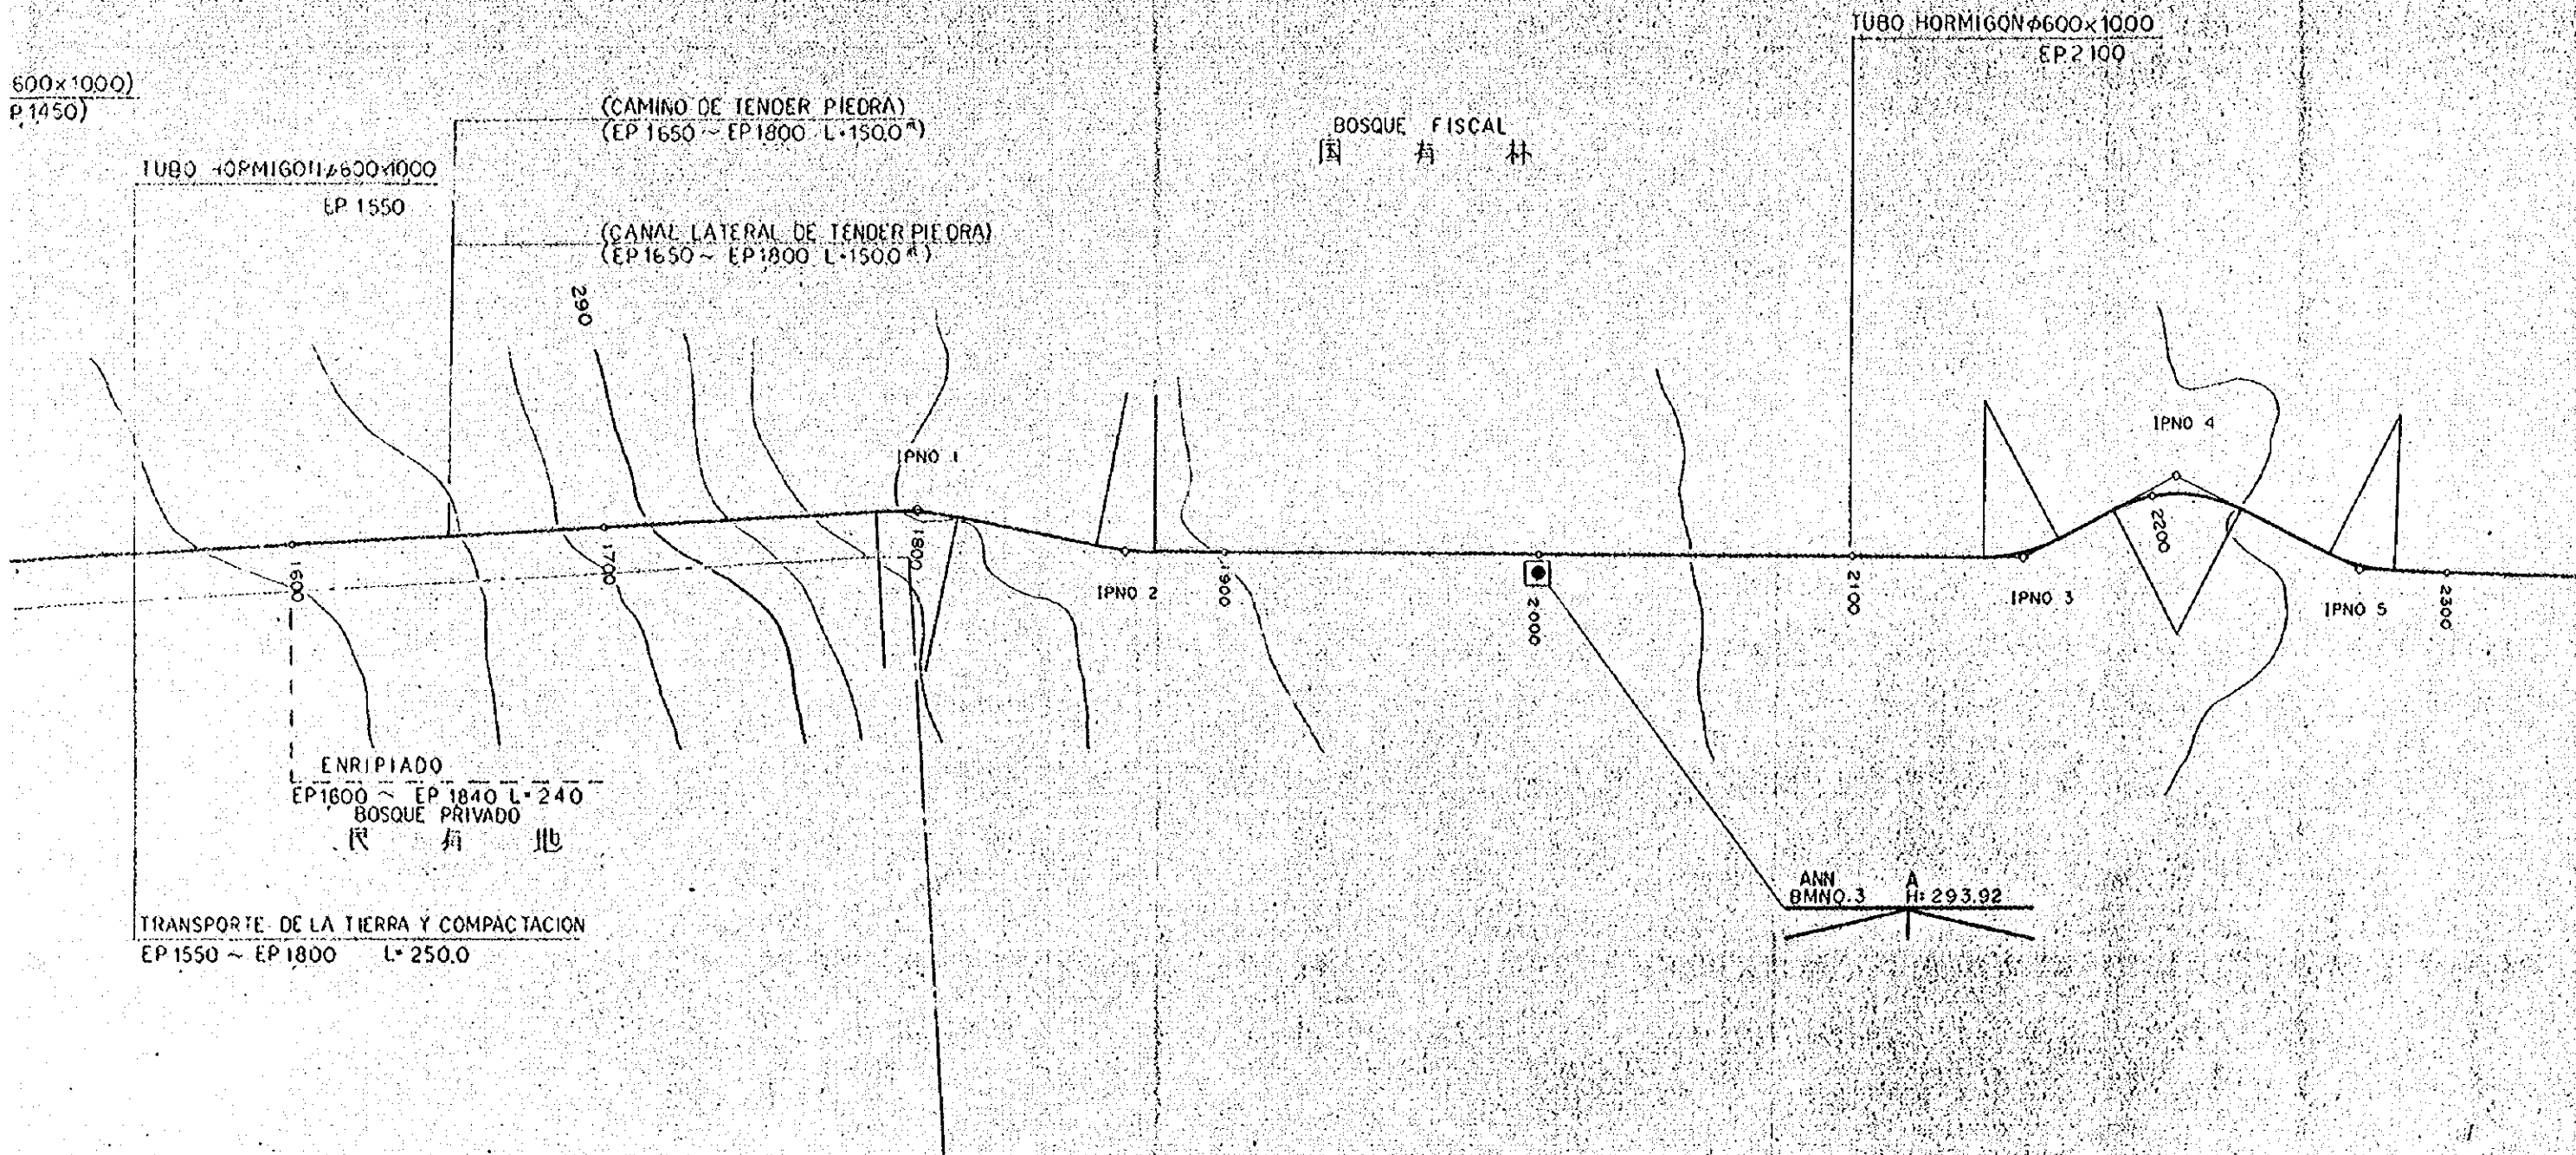 600×1000)
P 1450)
TUBO HORMIGON φ600×1000
EP 1550
(CAMINO DE TENDER PIEDRA)
(EP 1650 ~ EP 1800 L=150.0 m)
(CANAL LATERAL DE TENDER PIEDRA)
(EP 1650 ~ EP 1800 L=150.0 m)
BOSQUE FISCAL
国 有 林
TUBO HORMIGON φ600×1000
EP 2100
290
IPNO 1
IPNO 2
IPNO 3
IPNO 4
IPNO 5
1600
1700
1800
1900
2000
2100
2200
2300
ENRIPIADO
EP 1600 ~ EP 1840 L=240
BOSQUE PRIVADO
民 有 地
TRANSPORTE DE LA TIERRA Y COMPACTACION
EP 1550 ~ EP 1800 L=250.0
ANN A
BMNO.3 H=293.92